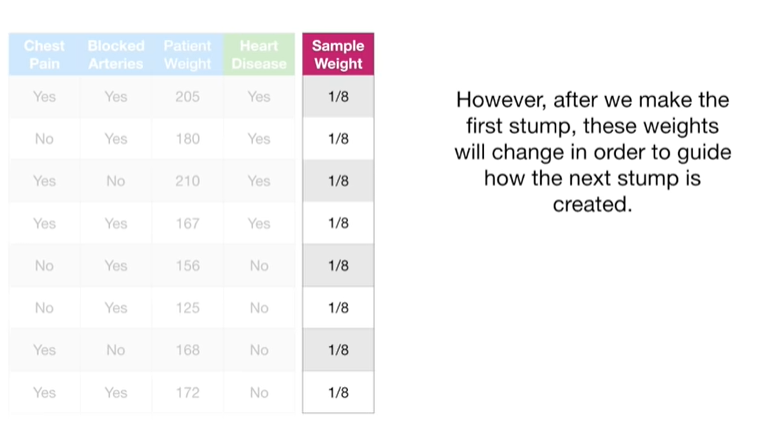 Chest Pain Blocked Arteries Patient Weight Heart Disease Sample Weight
Yes Yes 205 Yes 1/8
No Yes 180 Yes 1/8
Yes No 210 Yes 1/8
Yes Yes 167 Yes 1/8
No Yes 156 No 1/8
No Yes 125 No 1/8
Yes No 168 No 1/8
Yes Yes 172 No 1/8
However, after we make the
first stump, these weights
will change in order to guide
how the next stump is
created.